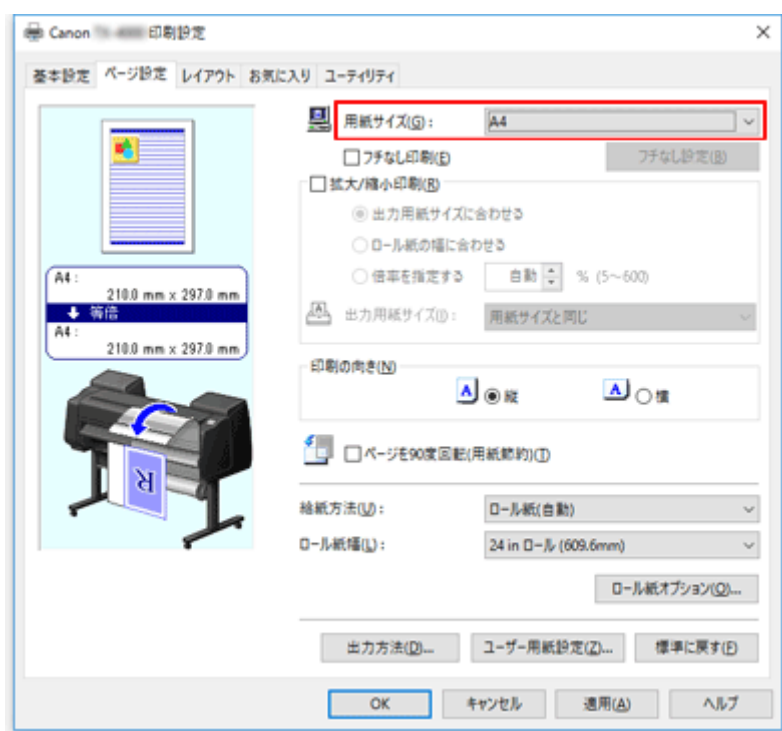 Canon 印刷設定
基本設定 ページ設定 レイアウト お気に入り ユーティリティ
用紙サイズ(G): A4
フチなし印刷(E) フチなし設定(B)
拡大/縮小印刷(R)
出力用紙サイズに合わせる
ロール紙の幅に合わせる
倍率を指定する 自動 % (5～600)
出力用紙サイズ(I): 用紙サイズと同じ
A4 :
210.0 mm x 297.0 mm
等倍
A4 :
210.0 mm x 297.0 mm
印刷の向き(N)
A 縦 A 横
R
ページを90度回転(用紙節約)(T)
給紙方法(U): ロール紙(自動)
ロール紙幅(L): 24 in ロール (609.6mm)
ロール紙オプション(O)...
出力方法(D)... ユーザー用紙設定(Z)... 標準に戻す(F)
OK キャンセル 適用(A) ヘルプ